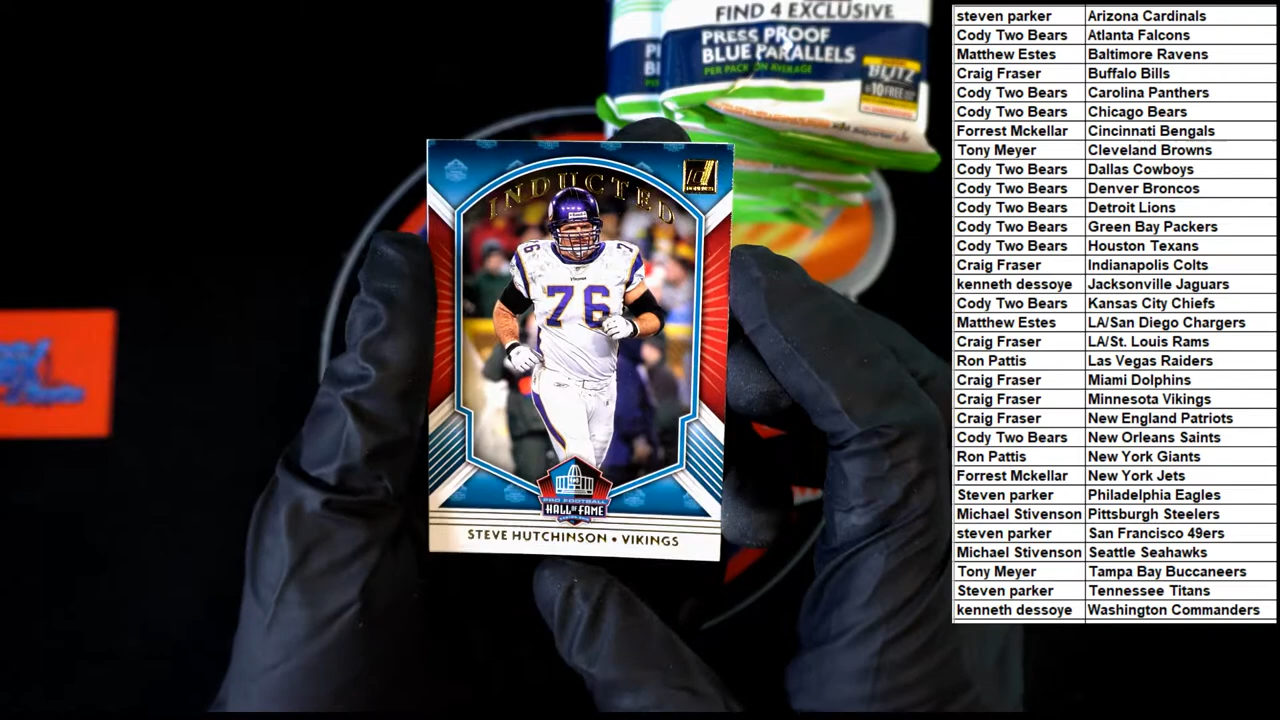 FIND 4 EXCLUSIVE
PRESS PROOF
BLUE PARALLELS
PER PACK ON AVERAGE
BLITZ
+10 FREE
INDUCTED
DONRUSS
76
76
VIKINGS
PRO FOOTBALL
HALL OF FAME
STEVE HUTCHINSON • VIKINGS
steven parker Arizona Cardinals
Cody Two Bears Atlanta Falcons
Matthew Estes Baltimore Ravens
Craig Fraser Buffalo Bills
Cody Two Bears Carolina Panthers
Cody Two Bears Chicago Bears
Forrest Mckellar Cincinnati Bengals
Tony Meyer Cleveland Browns
Cody Two Bears Dallas Cowboys
Cody Two Bears Denver Broncos
Cody Two Bears Detroit Lions
Cody Two Bears Green Bay Packers
Cody Two Bears Houston Texans
Craig Fraser Indianapolis Colts
kenneth dessoye Jacksonville Jaguars
Cody Two Bears Kansas City Chiefs
Matthew Estes LA/San Diego Chargers
Craig Fraser LA/St. Louis Rams
Ron Pattis Las Vegas Raiders
Craig Fraser Miami Dolphins
Craig Fraser Minnesota Vikings
Craig Fraser New England Patriots
Cody Two Bears New Orleans Saints
Ron Pattis New York Giants
Forrest Mckellar New York Jets
Steven parker Philadelphia Eagles
Michael Stivenson Pittsburgh Steelers
steven parker San Francisco 49ers
Michael Stivenson Seattle Seahawks
Tony Meyer Tampa Bay Buccaneers
Steven parker Tennessee Titans
kenneth dessoye Washington Commanders